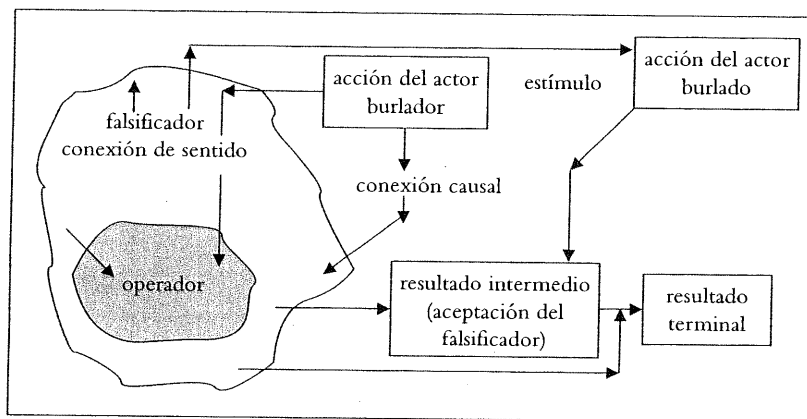 acción del actor
burlador
estímulo
acción del actor
burlado
falsificador
conexión de sentido
conexión causal
operador
resultado intermedio
(aceptación del
falsificador)
resultado
terminal